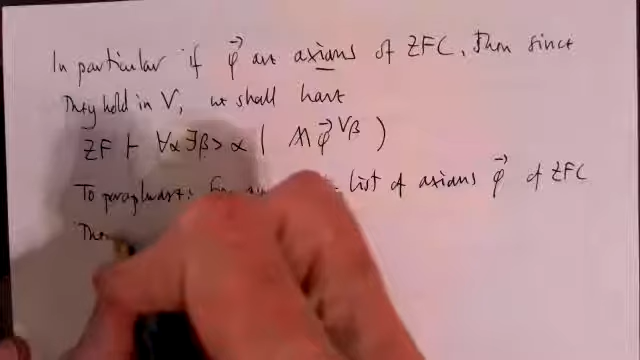 In particular if φ⃗ are axioms of ZFC, then since
they hold in V, we shall have
ZF ⊢ ∀α∃β>α ( ⋀φ⃗^Vβ )
To paraphrase: list of axioms φ⃗ of ZFC
The